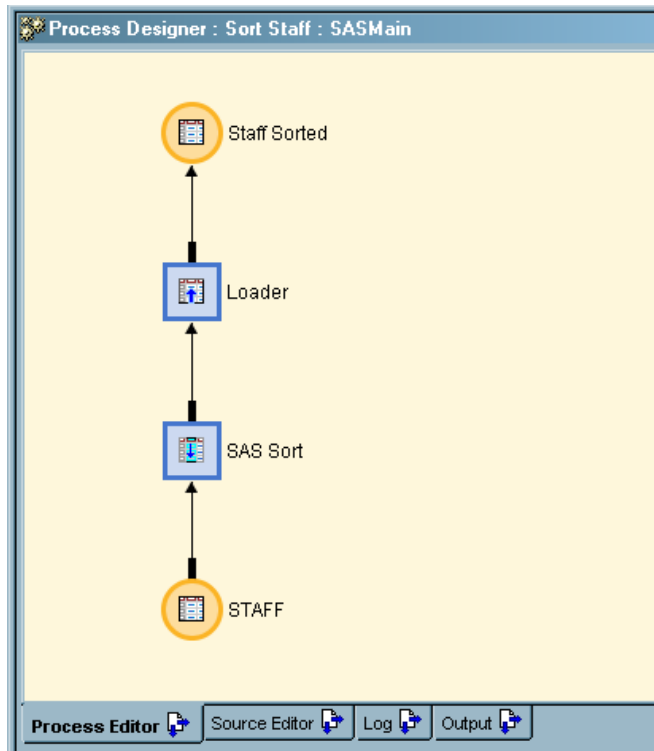 Process Designer : Sort Staff : SASMain
Staff Sorted
Loader
SAS Sort
STAFF
Process Editor Source Editor Log Output